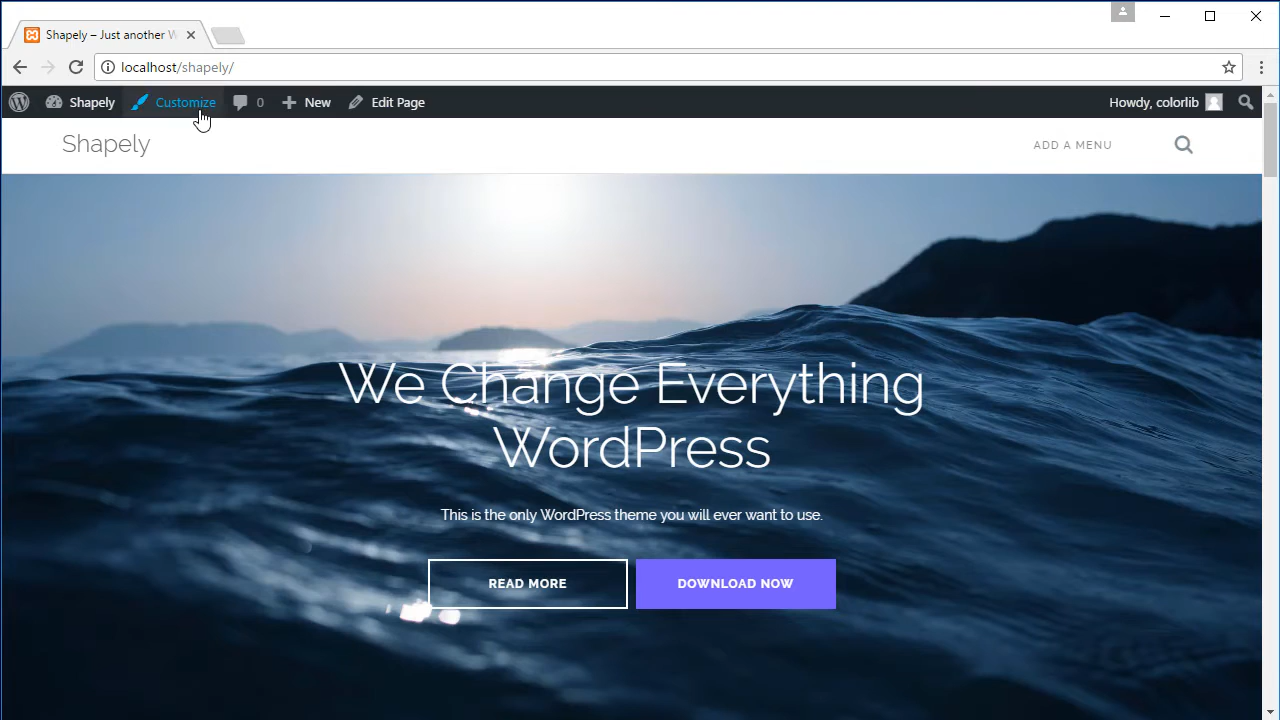 Shapely – Just another W
localhost/shapely/
Shapely Customize 0 New Edit Page Howdy, colorlib
Shapely ADD A MENU
We Change Everything
WordPress
This is the only WordPress theme you will ever want to use.
READ MORE DOWNLOAD NOW